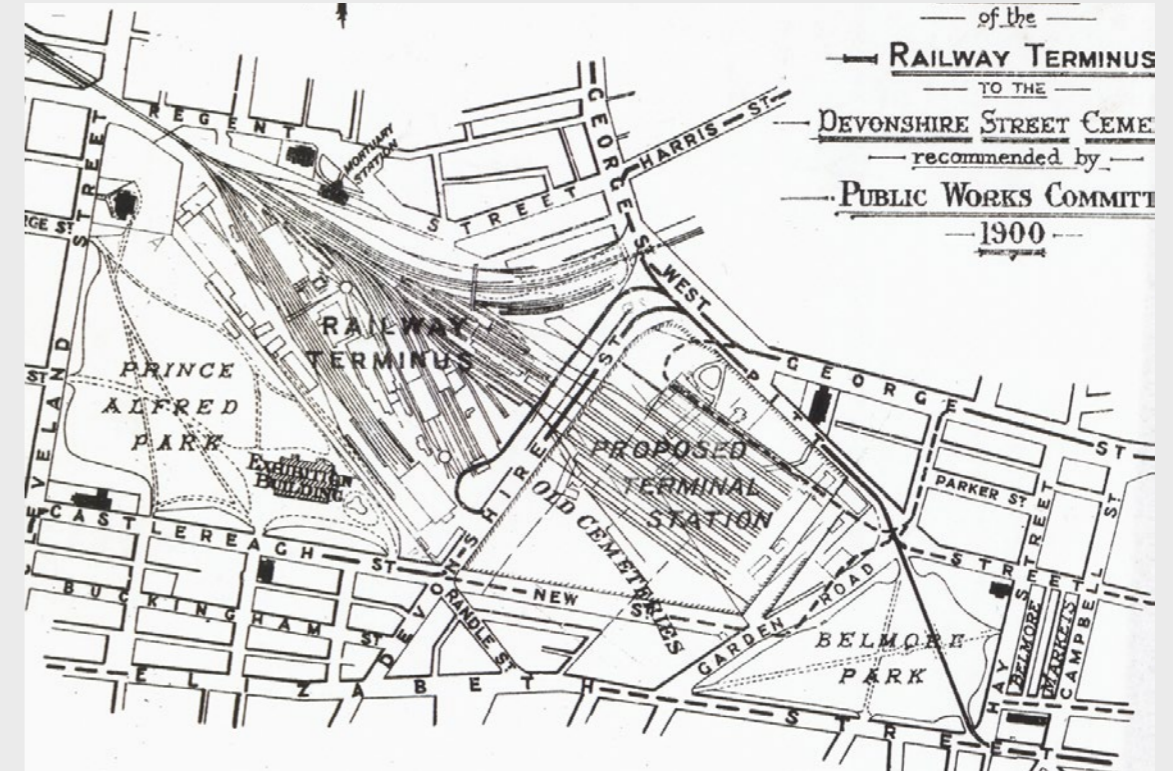 of the
RAILWAY TERMINUS
TO THE
DEVONSHIRE STREET CEME
recommended by
PUBLIC WORKS COMMITT
1900
REGENT
STREET
MORTUARY
STATION
GEORGE ST
HARRIS ST
WEST
PITT
STREET
GEORGE
ST
PARKER ST
CLEVELAND
STREET
ST
PRINCE
ALFRED
PARK
EXHIBITION
BUILDING
RAILWAY
TERMINUS
DEVONSHIRE ST
PROPOSED
TERMINAL
STATION
OLD CEMETERIES
CASTLEREAGH
ST
NEW
ST
BUCKINGHAM
ST
RANDLE ST
GARDEN
ROAD
BELMORE
PARK
HAY
STREET
BELMORE
MARKETS
CAMPBELL
ST
ELIZABETH
STREET